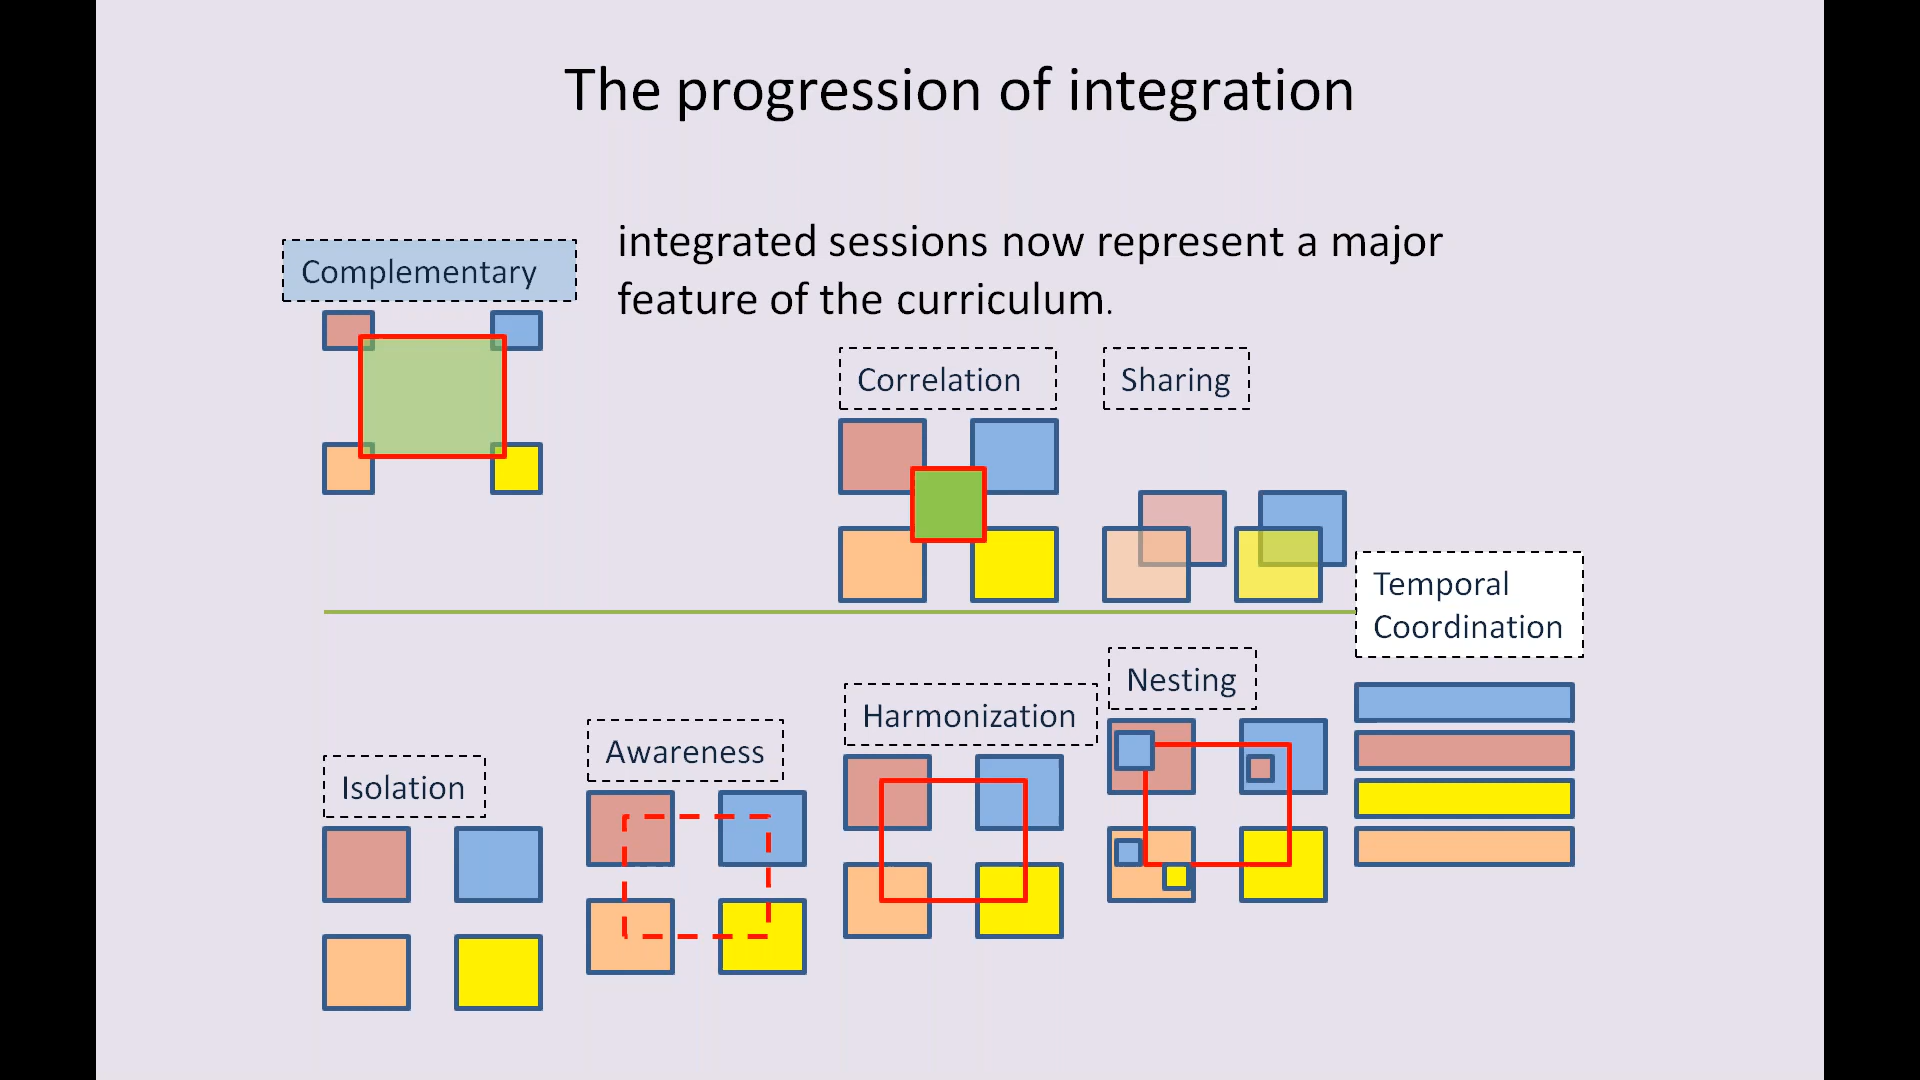 The progression of integration
integrated sessions now represent a major
feature of the curriculum.
Complementary
Correlation
Sharing
Temporal
Coordination
Nesting
Harmonization
Awareness
Isolation